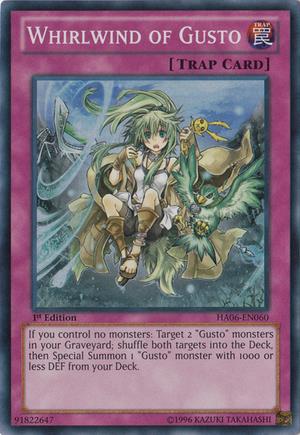 WHIRLWIND OF GUSTO
TRAP
罠
[TRAP CARD]
1st Edition
HA06-EN060
If you control no monsters: Target 2 "Gusto" monsters
in your Graveyard; shuffle both targets into the Deck,
then Special Summon 1 "Gusto" monster with 1000 or
less DEF from your Deck.
91822647
©1996 KAZUKI TAKAHASHI